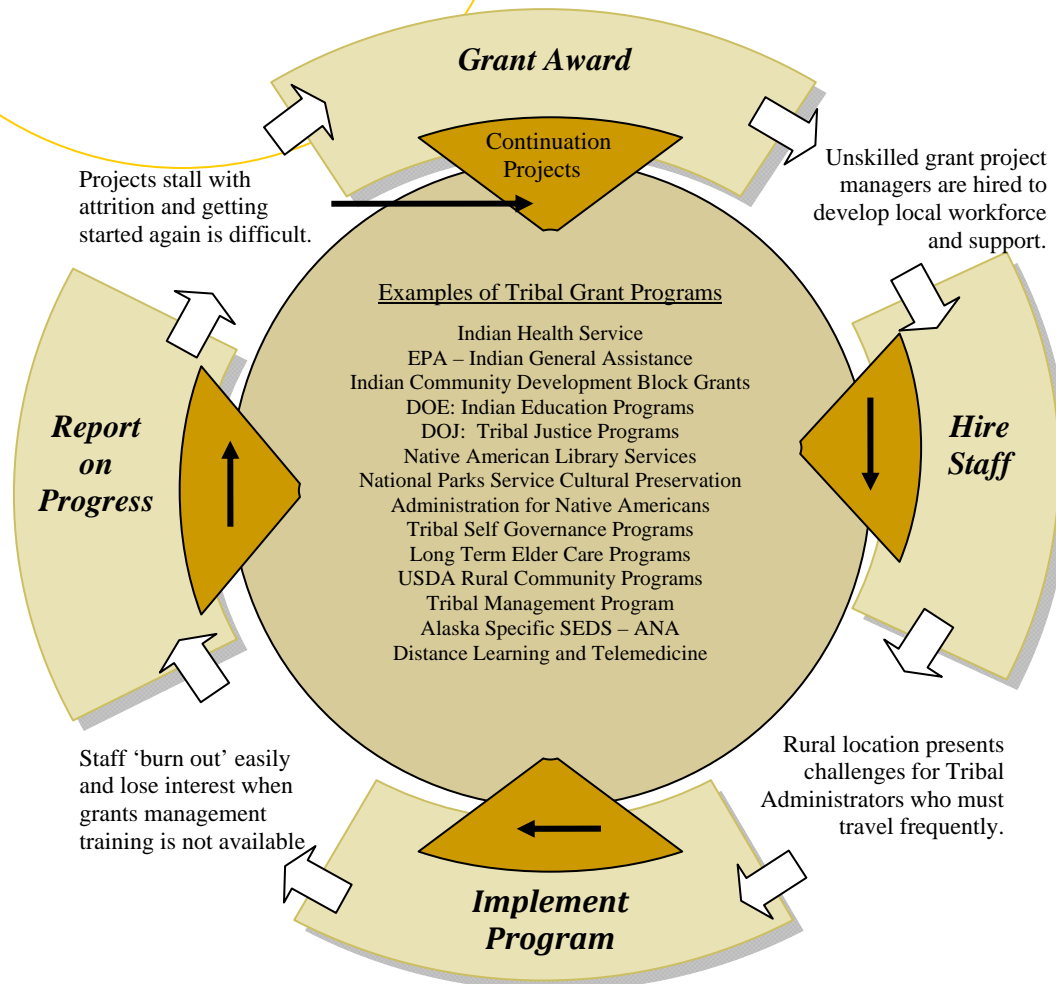 Grant Award
Continuation
Projects
Unskilled grant project
managers are hired to
develop local workforce
and support.
Projects stall with
attrition and getting
started again is difficult.
Examples of Tribal Grant Programs
Indian Health Service
EPA – Indian General Assistance
Indian Community Development Block Grants
DOE: Indian Education Programs
DOJ:  Tribal Justice Programs
Native American Library Services
National Parks Service Cultural Preservation
Administration for Native Americans
Tribal Self Governance Programs
Long Term Elder Care Programs
USDA Rural Community Programs
Tribal Management Program
Alaska Specific SEDS – ANA
Distance Learning and Telemedicine
Hire
Staff
Report
on
Progress
Rural location presents
challenges for Tribal
Administrators who must
travel frequently.
Staff ‘burn out’ easily
and lose interest when
grants management
training is not available
Implement
Program